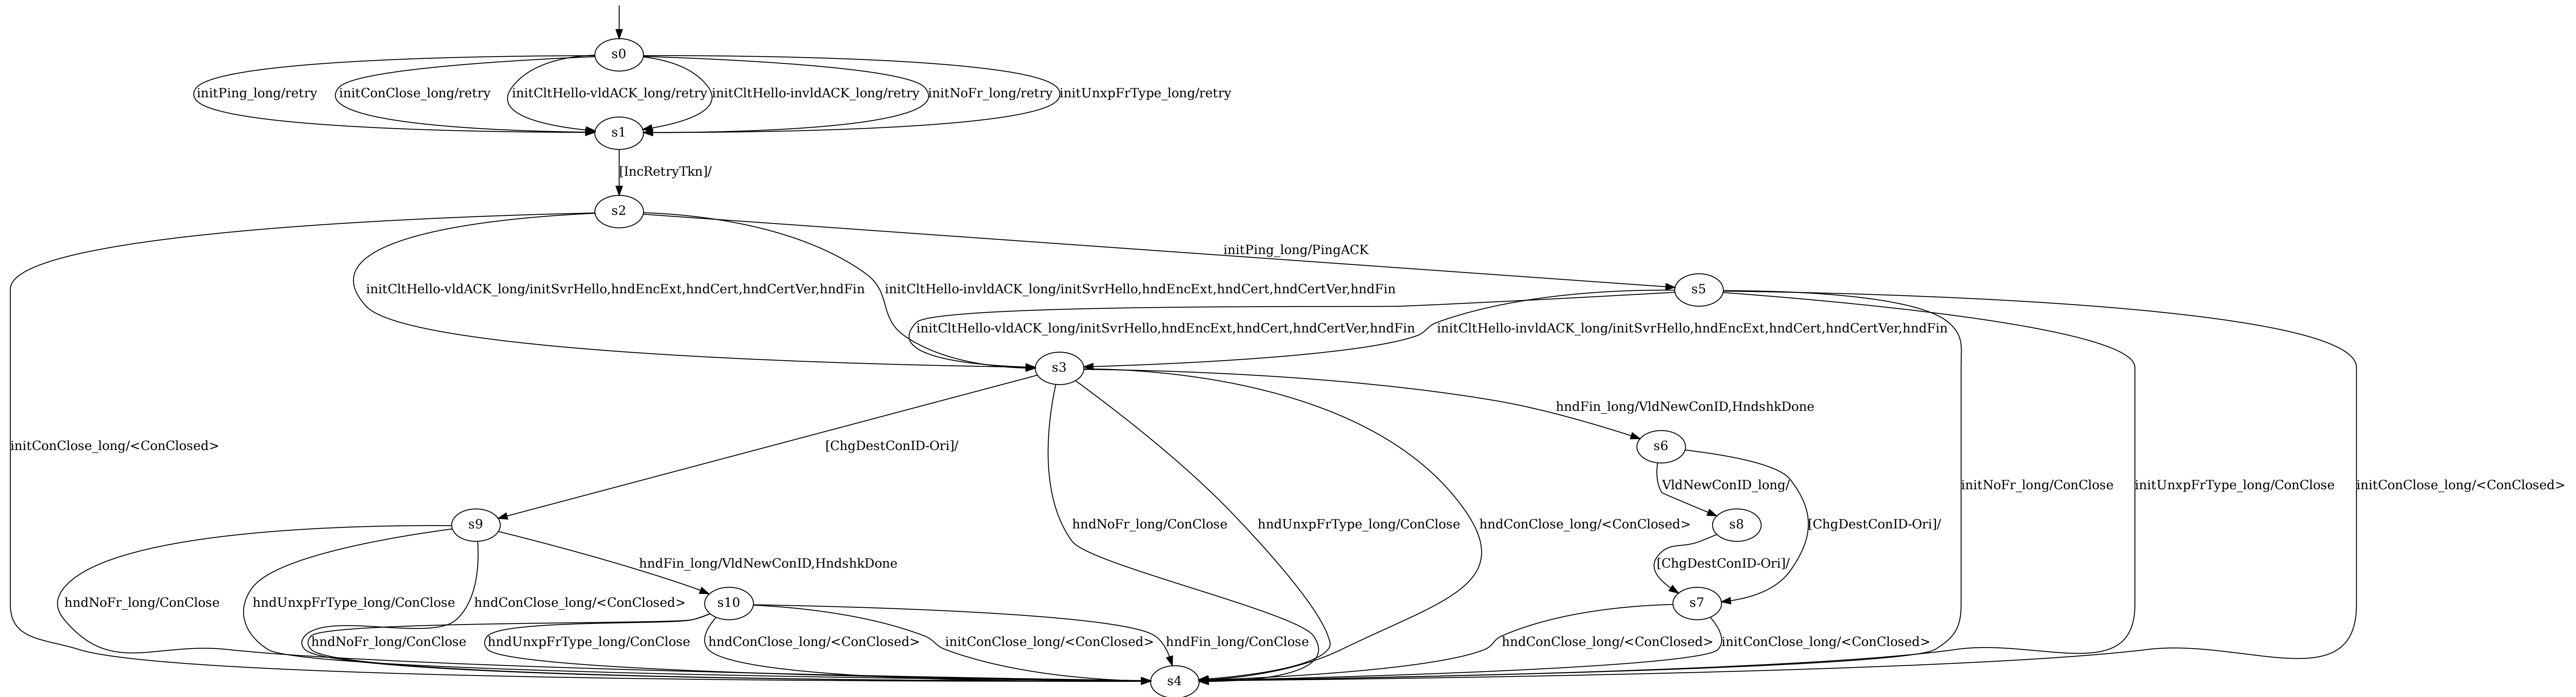 s0
initPing_long/retry
initConClose_long/retry
initCltHello-vldACK_long/retry
initCltHello-invldACK_long/retry
initNoFr_long/retry
initUnxpFrType_long/retry
s1
[IncRetryTkn]/
s2
initPing_long/PingACK
initCltHello-vldACK_long/initSvrHello,hndEncExt,hndCert,hndCertVer,hndFin
initCltHello-invldACK_long/initSvrHello,hndEncExt,hndCert,hndCertVer,hndFin
s5
initCltHello-vldACK_long/initSvrHello,hndEncExt,hndCert,hndCertVer,hndFin
initCltHello-invldACK_long/initSvrHello,hndEncExt,hndCert,hndCertVer,hndFin
s3
hndFin_long/VldNewConID,HndshkDone
initConClose_long/<ConClosed>
[ChgDestConID-Ori]/
s6
VldNewConID_long/
initNoFr_long/ConClose
initUnxpFrType_long/ConClose
initConClose_long/<ConClosed>
s9
hndNoFr_long/ConClose
hndUnxpFrType_long/ConClose
hndConClose_long/<ConClosed>
s8
[ChgDestConID-Ori]/
hndFin_long/VldNewConID,HndshkDone
[ChgDestConID-Ori]/
hndNoFr_long/ConClose
hndUnxpFrType_long/ConClose
hndConClose_long/<ConClosed>
s10
s7
hndNoFr_long/ConClose
hndUnxpFrType_long/ConClose
hndConClose_long/<ConClosed>
initConClose_long/<ConClosed>
hndFin_long/ConClose
hndConClose_long/<ConClosed>
initConClose_long/<ConClosed>
s4